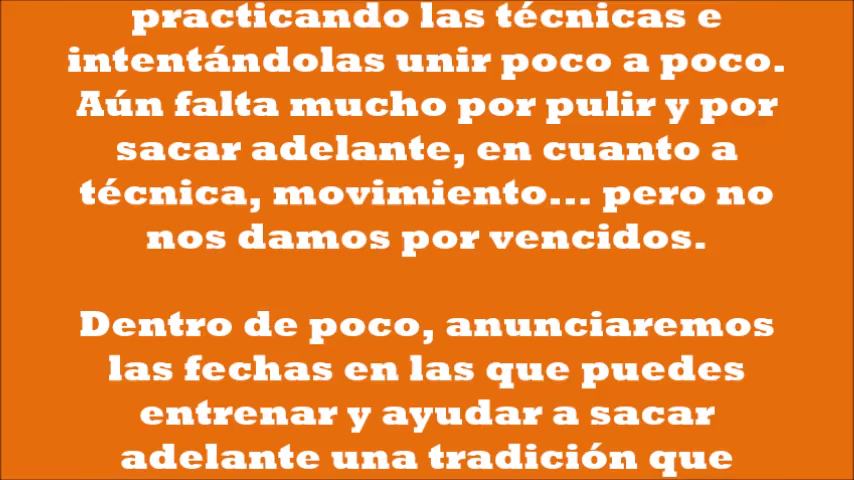 practicando las técnicas e
intentándolas unir poco a poco.
Aún falta mucho por pulir y por
sacar adelante, en cuanto a
técnica, movimiento... pero no
nos damos por vencidos.
Dentro de poco, anunciaremos
las fechas en las que puedes
entrenar y ayudar a sacar
adelante una tradición que